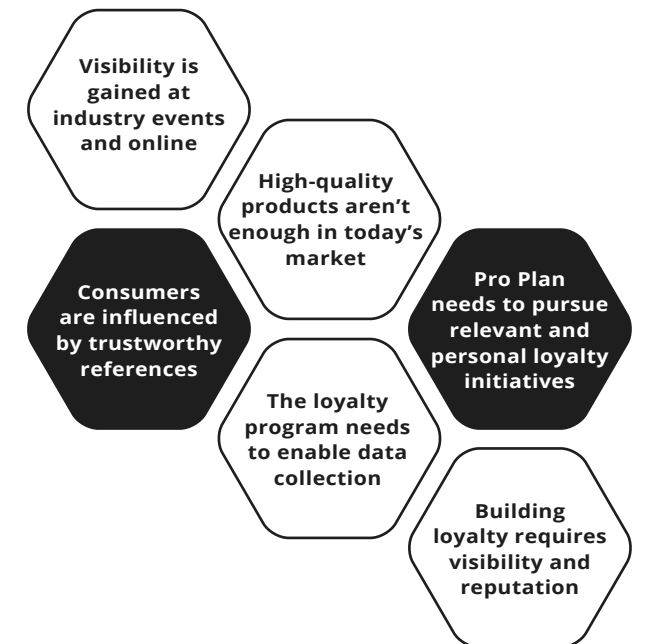 Visibility is
gained at
industry events
and online
High-quality
products aren’t
enough in today’s
market
Consumers
are influenced
by trustworthy
references
Pro Plan
needs to pursue
relevant and
personal loyalty
initiatives
The loyalty
program needs
to enable data
collection
Building
loyalty requires
visibility and
reputation